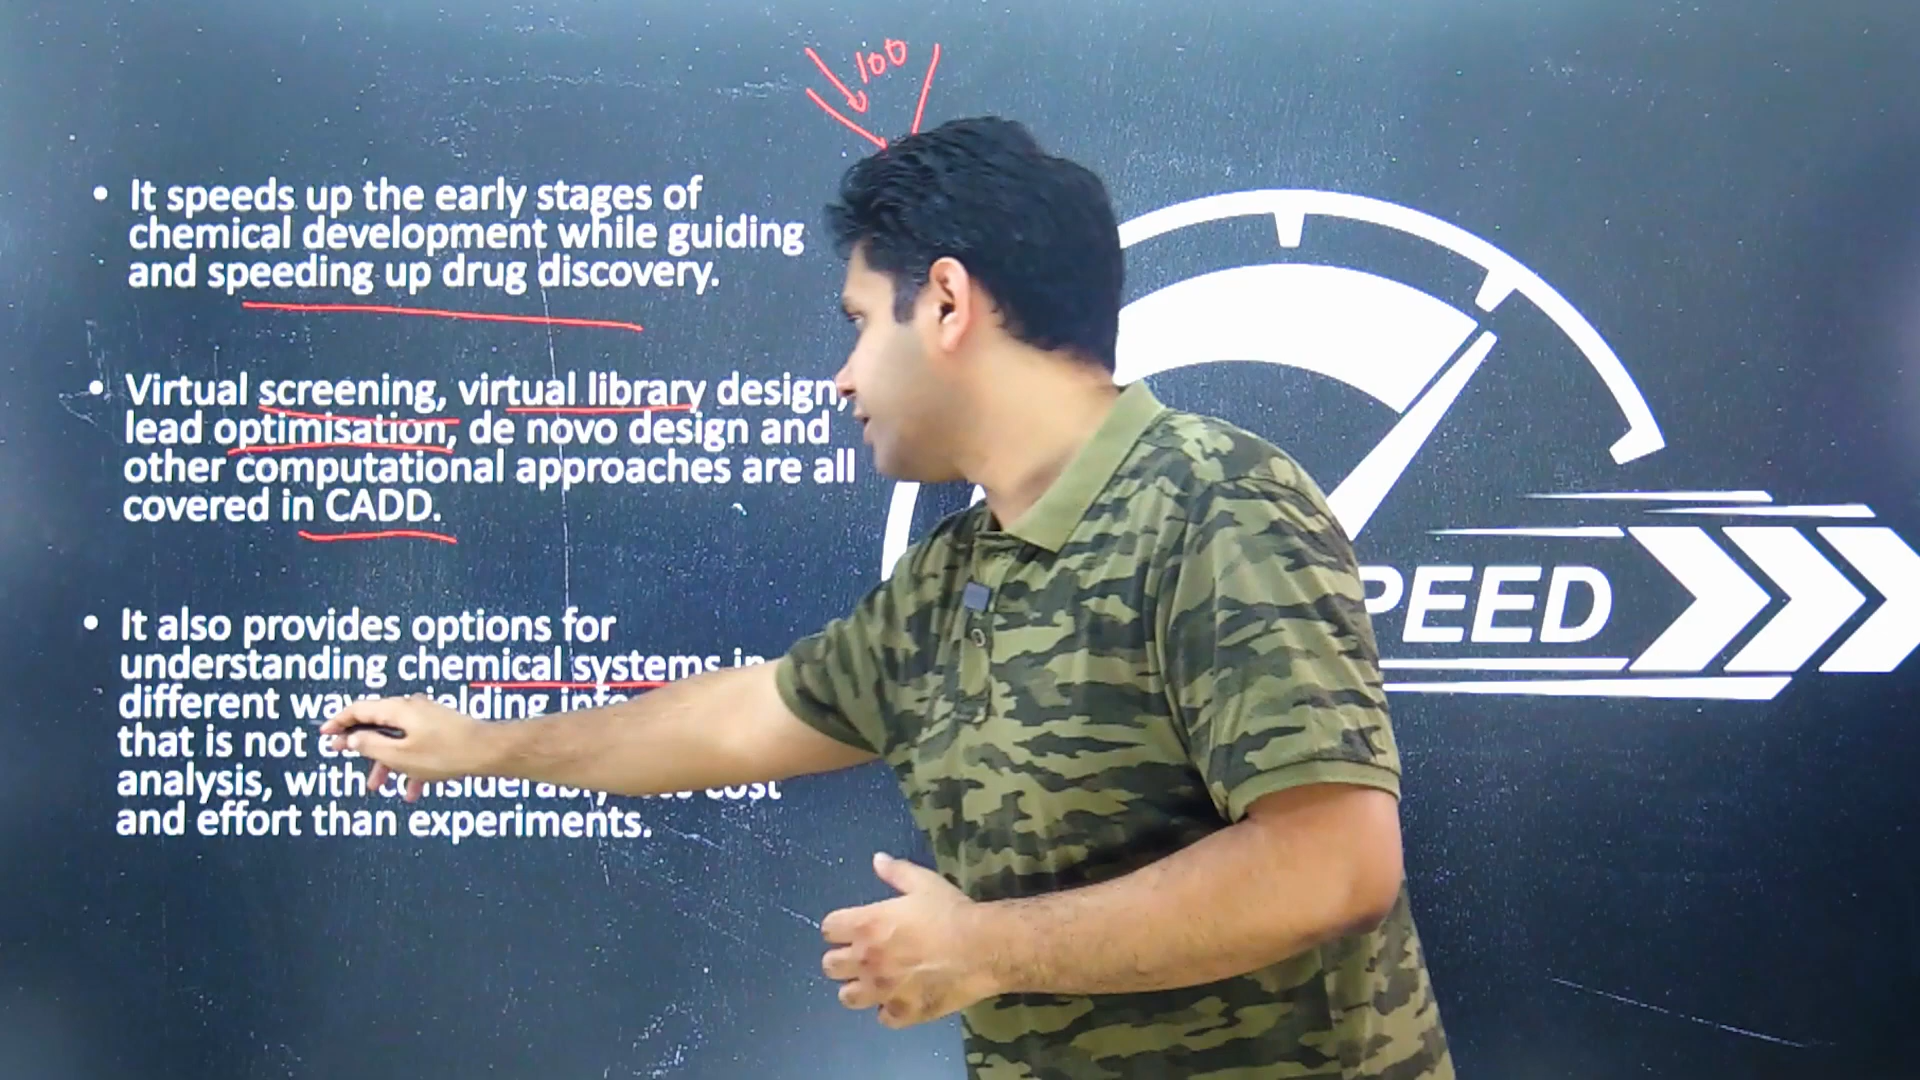 100
• It speeds up the early stages of
chemical development while guiding
and speeding up drug discovery.
• Virtual screening, virtual library design,
lead optimisation, de novo design and
other computational approaches are all
covered in CADD.
• It also provides options for
understanding chemical systems in
different
that is not
analysis, with cost
and effort than experiments.
PEED